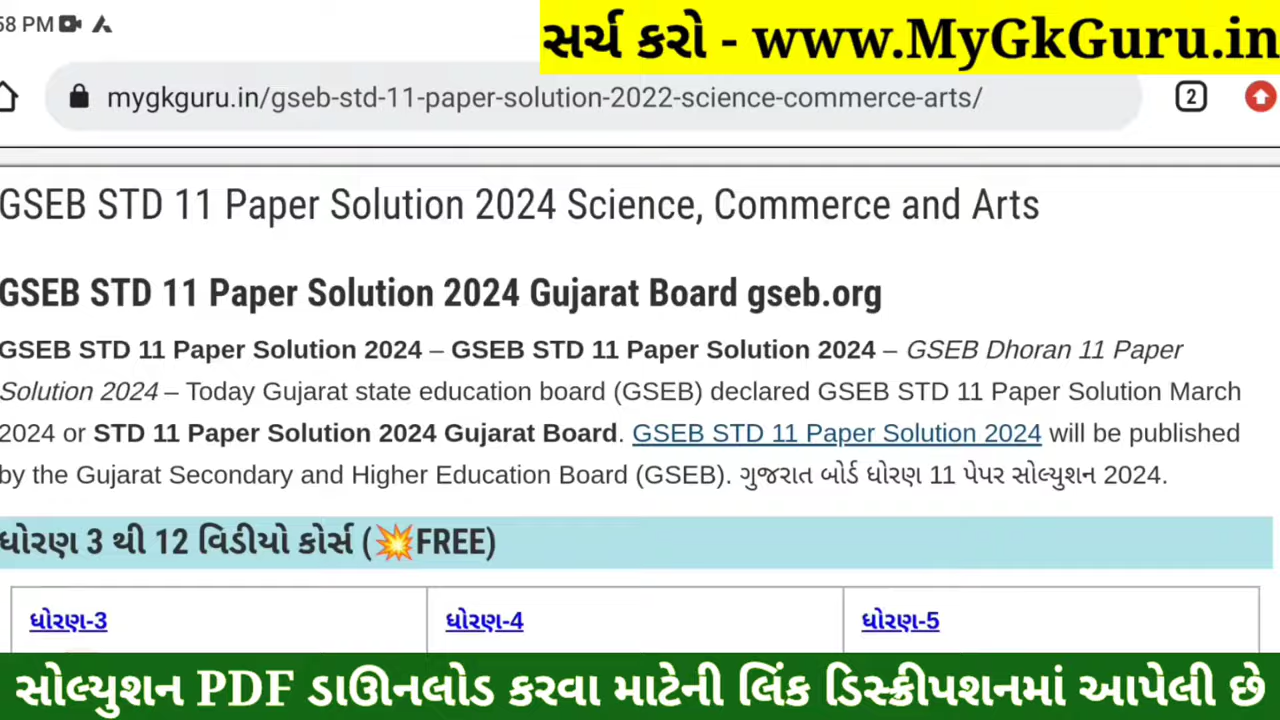 58 PM
સર્ચ કરો - www.MyGkGuru.in
mygkguru.in/gseb-std-11-paper-solution-2022-science-commerce-arts/
2
GSEB STD 11 Paper Solution 2024 Science, Commerce and Arts
GSEB STD 11 Paper Solution 2024 Gujarat Board gseb.org
GSEB STD 11 Paper Solution 2024 – GSEB STD 11 Paper Solution 2024 – GSEB Dhoran 11 Paper
Solution 2024 – Today Gujarat state education board (GSEB) declared GSEB STD 11 Paper Solution March
2024 or STD 11 Paper Solution 2024 Gujarat Board. GSEB STD 11 Paper Solution 2024 will be published
by the Gujarat Secondary and Higher Education Board (GSEB). ગુજરાત બોર્ડ ધોરણ 11 પેપર સોલ્યુશન 2024.
ધોરણ 3 થી 12 વિડીયો કોર્સ (💥FREE)
ધોરણ-3 ધોરણ-4 ધોરણ-5
સોલ્યુશન PDF ડાઊનલોડ કરવા માટેની લિંક ડિસ્ક્રીપશનમાં આપેલી છે